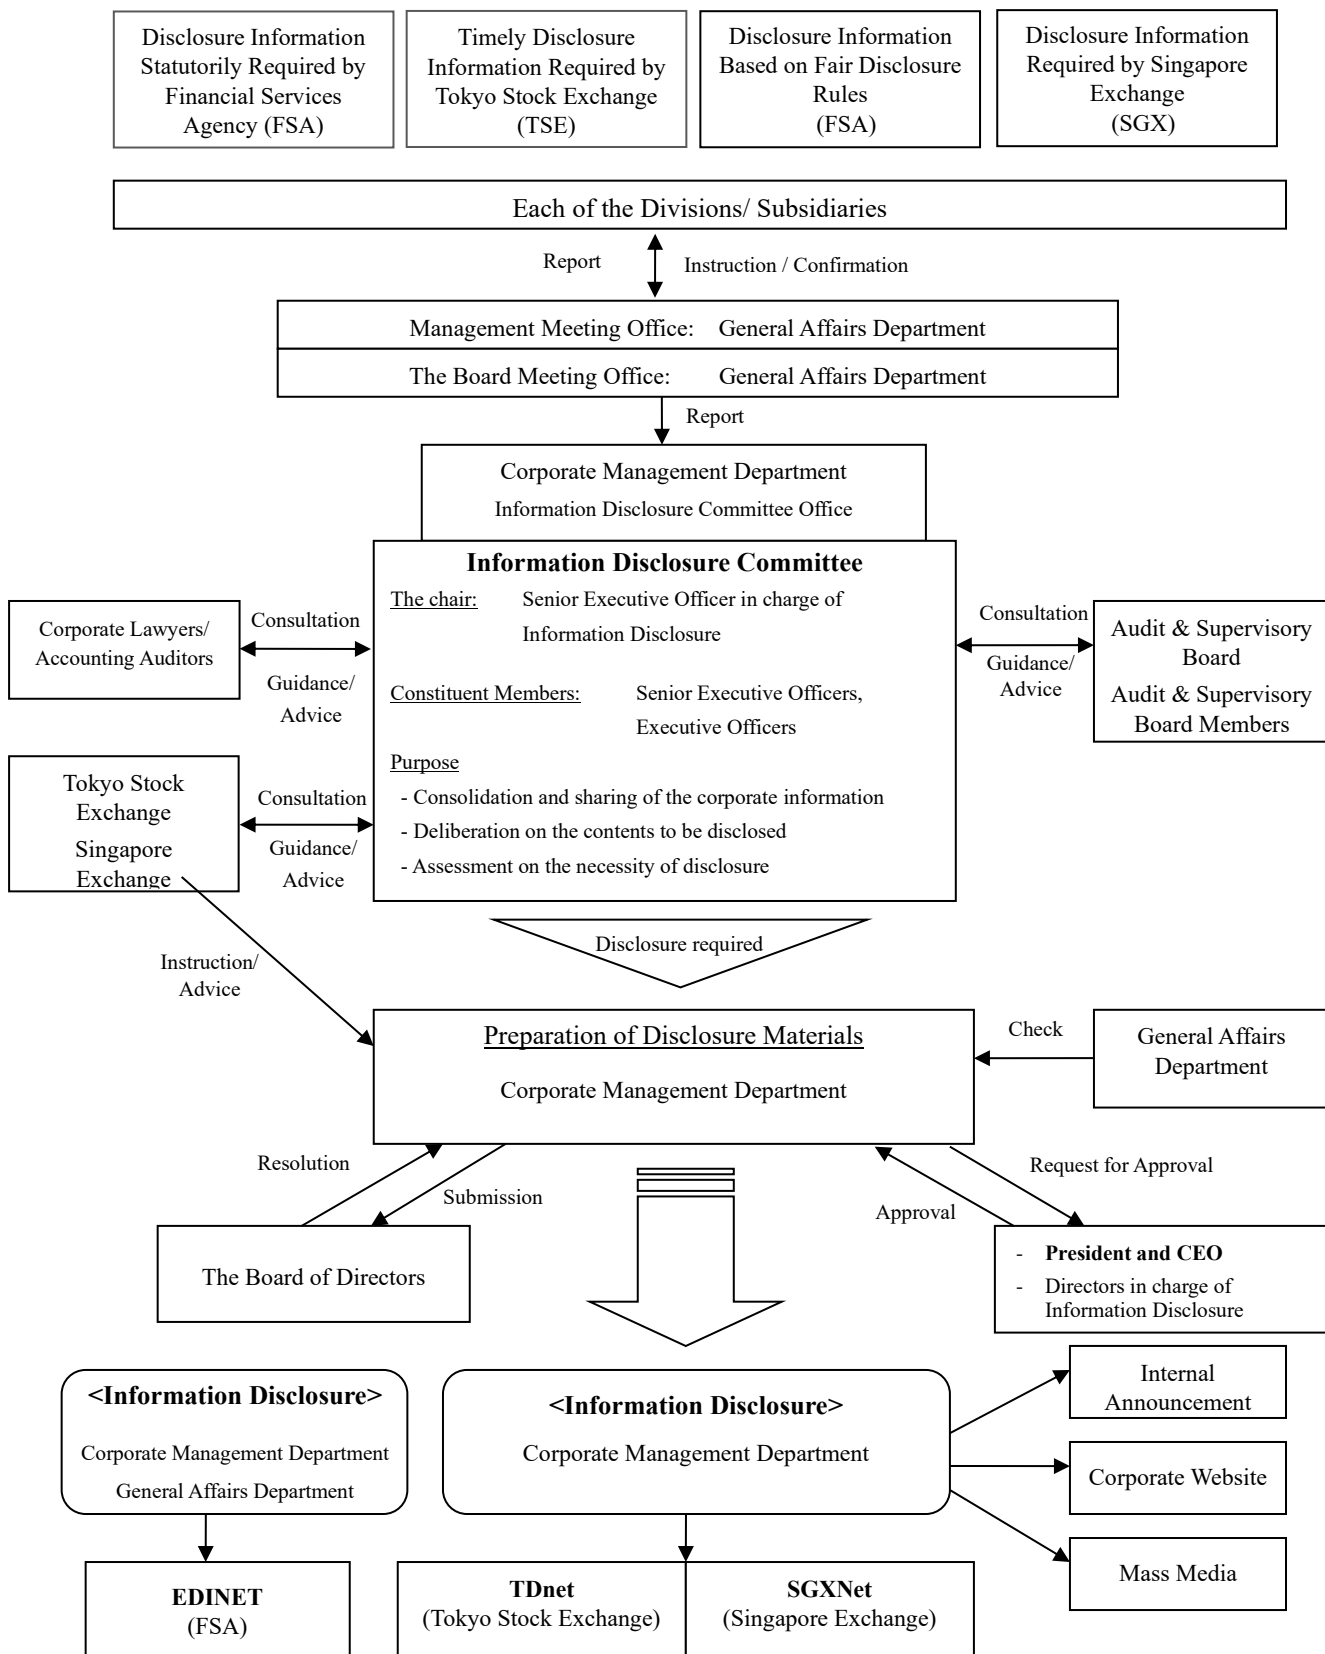 Disclosure Information
Statutorily Required by
Financial Services
Agency (FSA)
Timely Disclosure
Information Required by
Tokyo Stock Exchange
(TSE)
Disclosure Information
Based on Fair Disclosure
Rules
(FSA)
Disclosure Information
Required by Singapore
Exchange
(SGX)
Each of the Divisions/ Subsidiaries
Report
Instruction / Confirmation
Management Meeting Office: General Affairs Department
The Board Meeting Office: General Affairs Department
Report
Corporate Management Department
Information Disclosure Committee Office
Information Disclosure Committee
The chair: Senior Executive Officer in charge of
Information Disclosure
Constituent Members: Senior Executive Officers,
Executive Officers
Purpose
- Consolidation and sharing of the corporate information
- Deliberation on the contents to be disclosed
- Assessment on the necessity of disclosure
Corporate Lawyers/
Accounting Auditors
Consultation
Guidance/
Advice
Consultation
Guidance/
Advice
Audit & Supervisory
Board
Audit & Supervisory
Board Members
Tokyo Stock
Exchange
Singapore
Exchange
Consultation
Guidance/
Advice
Disclosure required
Instruction/
Advice
Preparation of Disclosure Materials
Corporate Management Department
Check
General Affairs
Department
Resolution
Submission
Request for Approval
Approval
The Board of Directors
- President and CEO
- Directors in charge of
Information Disclosure
<Information Disclosure>
Corporate Management Department
General Affairs Department
<Information Disclosure>
Corporate Management Department
Internal
Announcement
Corporate Website
Mass Media
EDINET
(FSA)
TDnet
(Tokyo Stock Exchange)
SGXNet
(Singapore Exchange)